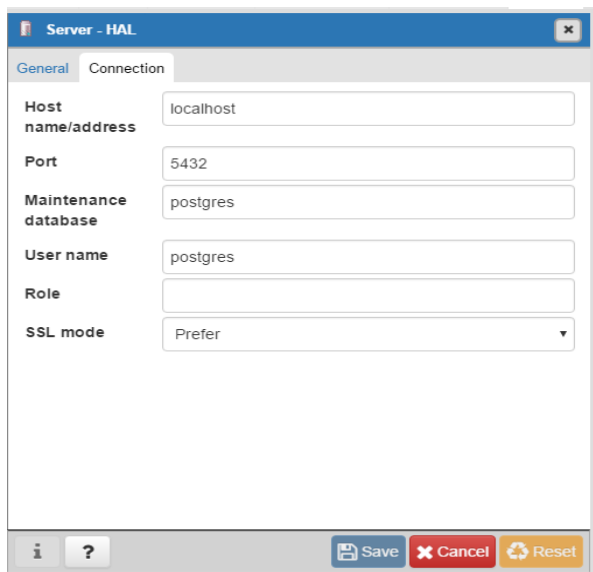 Server - HAL
General Connection
Host name/address localhost
Port 5432
Maintenance database postgres
User name postgres
Role
SSL mode Prefer
i ? Save Cancel Reset